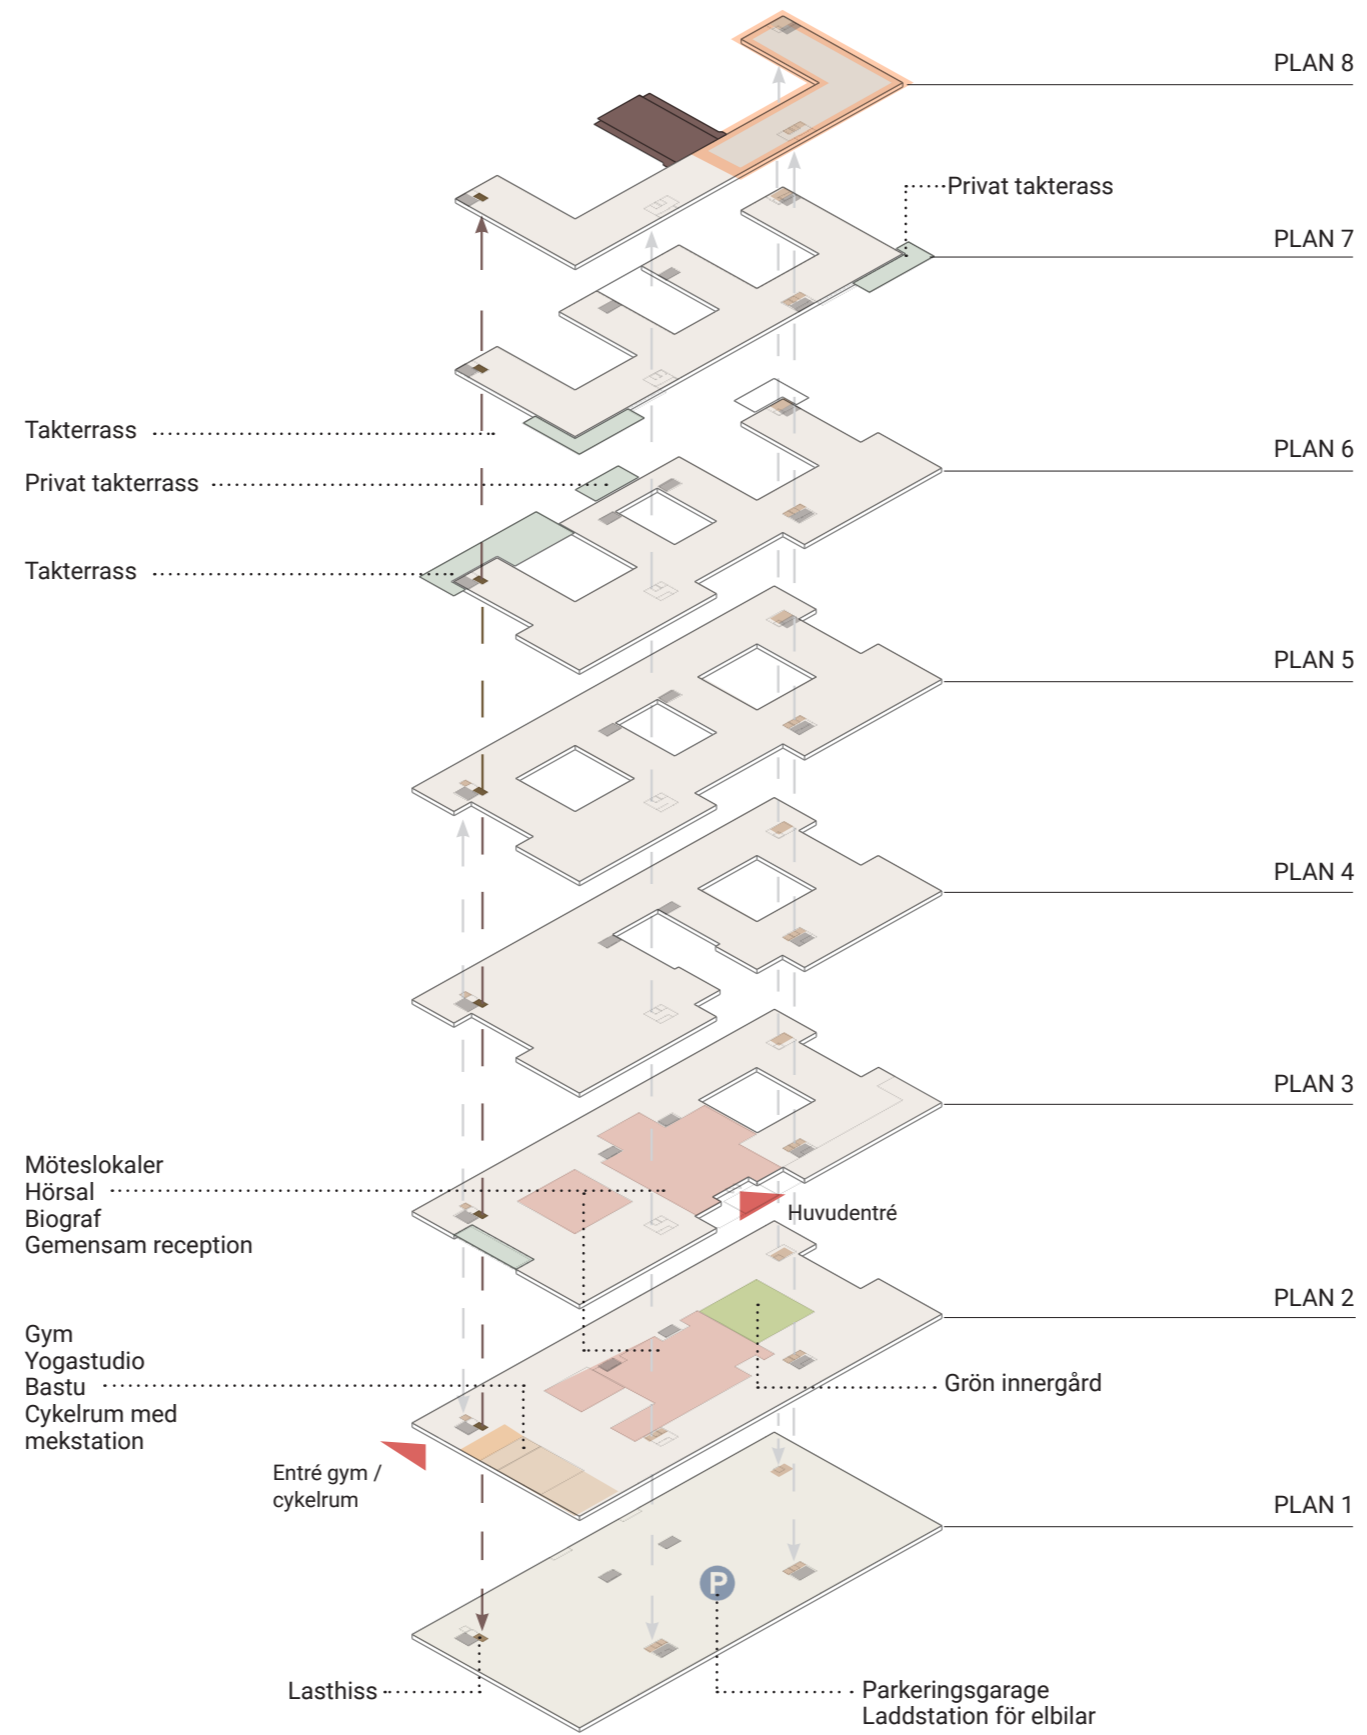 PLAN 8
Privat takterass
PLAN 7
Takterrass
PLAN 6
Privat takterrass
Takterrass
PLAN 5
PLAN 4
PLAN 3
Möteslokaler
Hörsal
Biograf
Gemensam reception
Huvudentré
PLAN 2
Gym
Yogastudio
Bastu
Cykelrum med
mekstation
Grön innergård
Entré gym /
cykelrum
PLAN 1
P
Lasthiss
Parkeringsgarage
Laddstation för elbilar